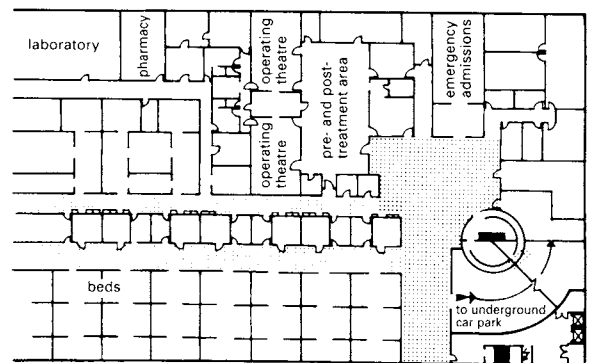 laboratory
pharmacy
operating
theatre
operating
theatre
pre- and post-
treatment area
emergency
admissions
beds
to underground
car park